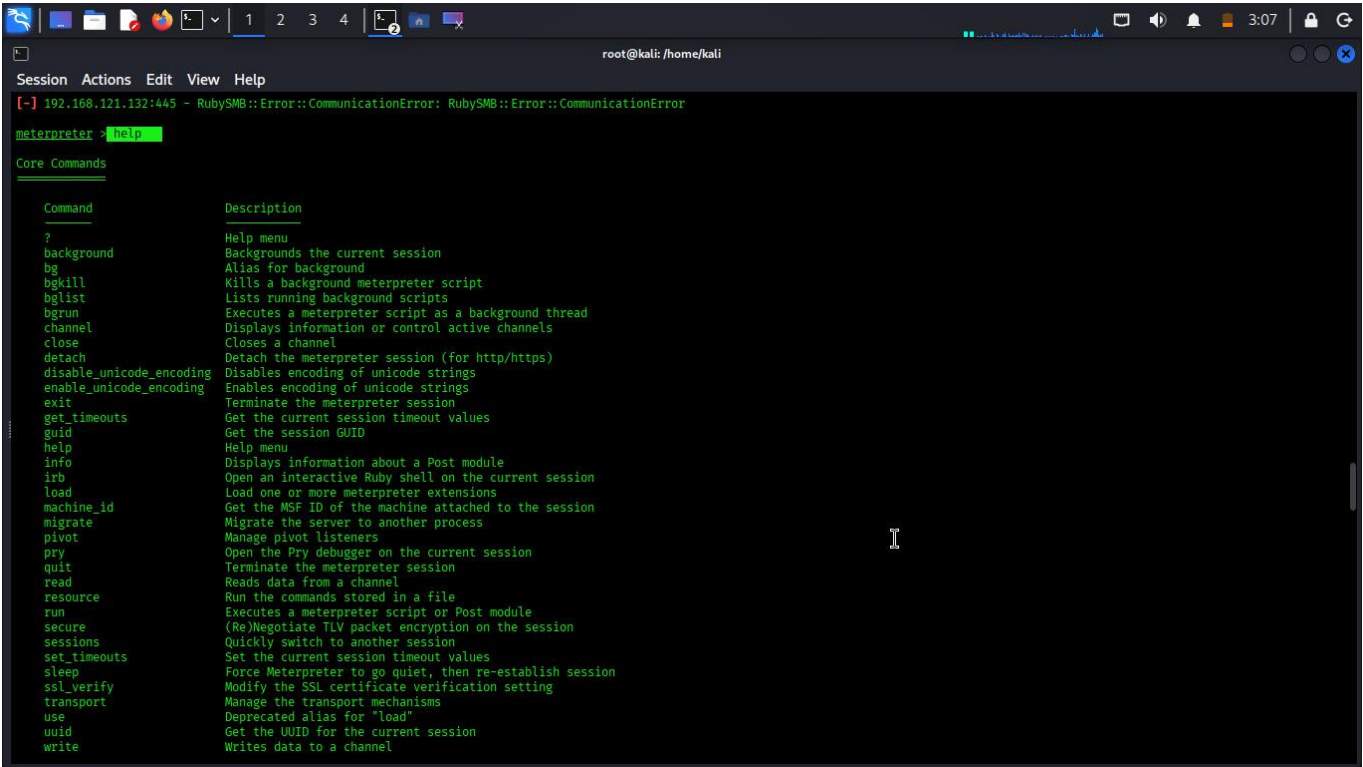 1 2 3 4 2 3:07
root@kali: /home/kali
Session Actions Edit View Help
[-] 192.168.121.132:445 - RubySMB::Error::CommunicationError: RubySMB::Error::CommunicationError
meterpreter > help
Core Commands
=============
Command Description
------- -----------
? Help menu
background Backgrounds the current session
bg Alias for background
bgkill Kills a background meterpreter script
bglist Lists running background scripts
bgrun Executes a meterpreter script as a background thread
channel Displays information or control active channels
close Closes a channel
detach Detach the meterpreter session (for http/https)
disable_unicode_encoding Disables encoding of unicode strings
enable_unicode_encoding Enables encoding of unicode strings
exit Terminate the meterpreter session
get_timeouts Get the current session timeout values
guid Get the session GUID
help Help menu
info Displays information about a Post module
irb Open an interactive Ruby shell on the current session
load Load one or more meterpreter extensions
machine_id Get the MSF ID of the machine attached to the session
migrate Migrate the server to another process
pivot Manage pivot listeners
pry Open the Pry debugger on the current session
quit Terminate the meterpreter session
read Reads data from a channel
resource Run the commands stored in a file
run Executes a meterpreter script or Post module
secure (Re)Negotiate TLV packet encryption on the session
sessions Quickly switch to another session
set_timeouts Set the current session timeout values
sleep Force Meterpreter to go quiet, then re-establish session
ssl_verify Modify the SSL certificate verification setting
transport Manage the transport mechanisms
use Deprecated alias for "load"
uuid Get the UUID for the current session
write Writes data to a channel